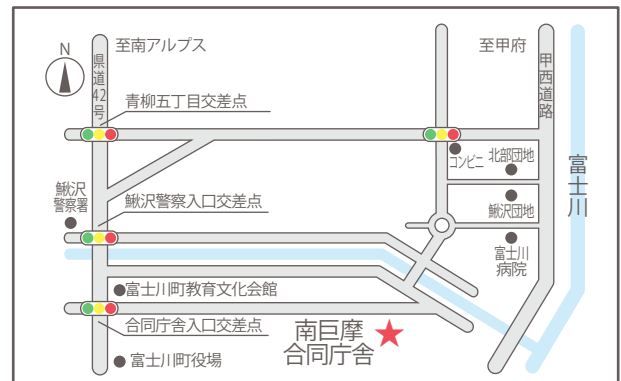 N
至南アルプス
至甲府
県道42号
甲西道路
青柳五丁目交差点
コンビニ
北部団地
富士川
鰍沢
警察署
鰍沢警察入口交差点
鰍沢団地
富士川
病院
富士川町教育文化会館
合同庁舎入口交差点
南巨摩
合同庁舎
富士川町役場